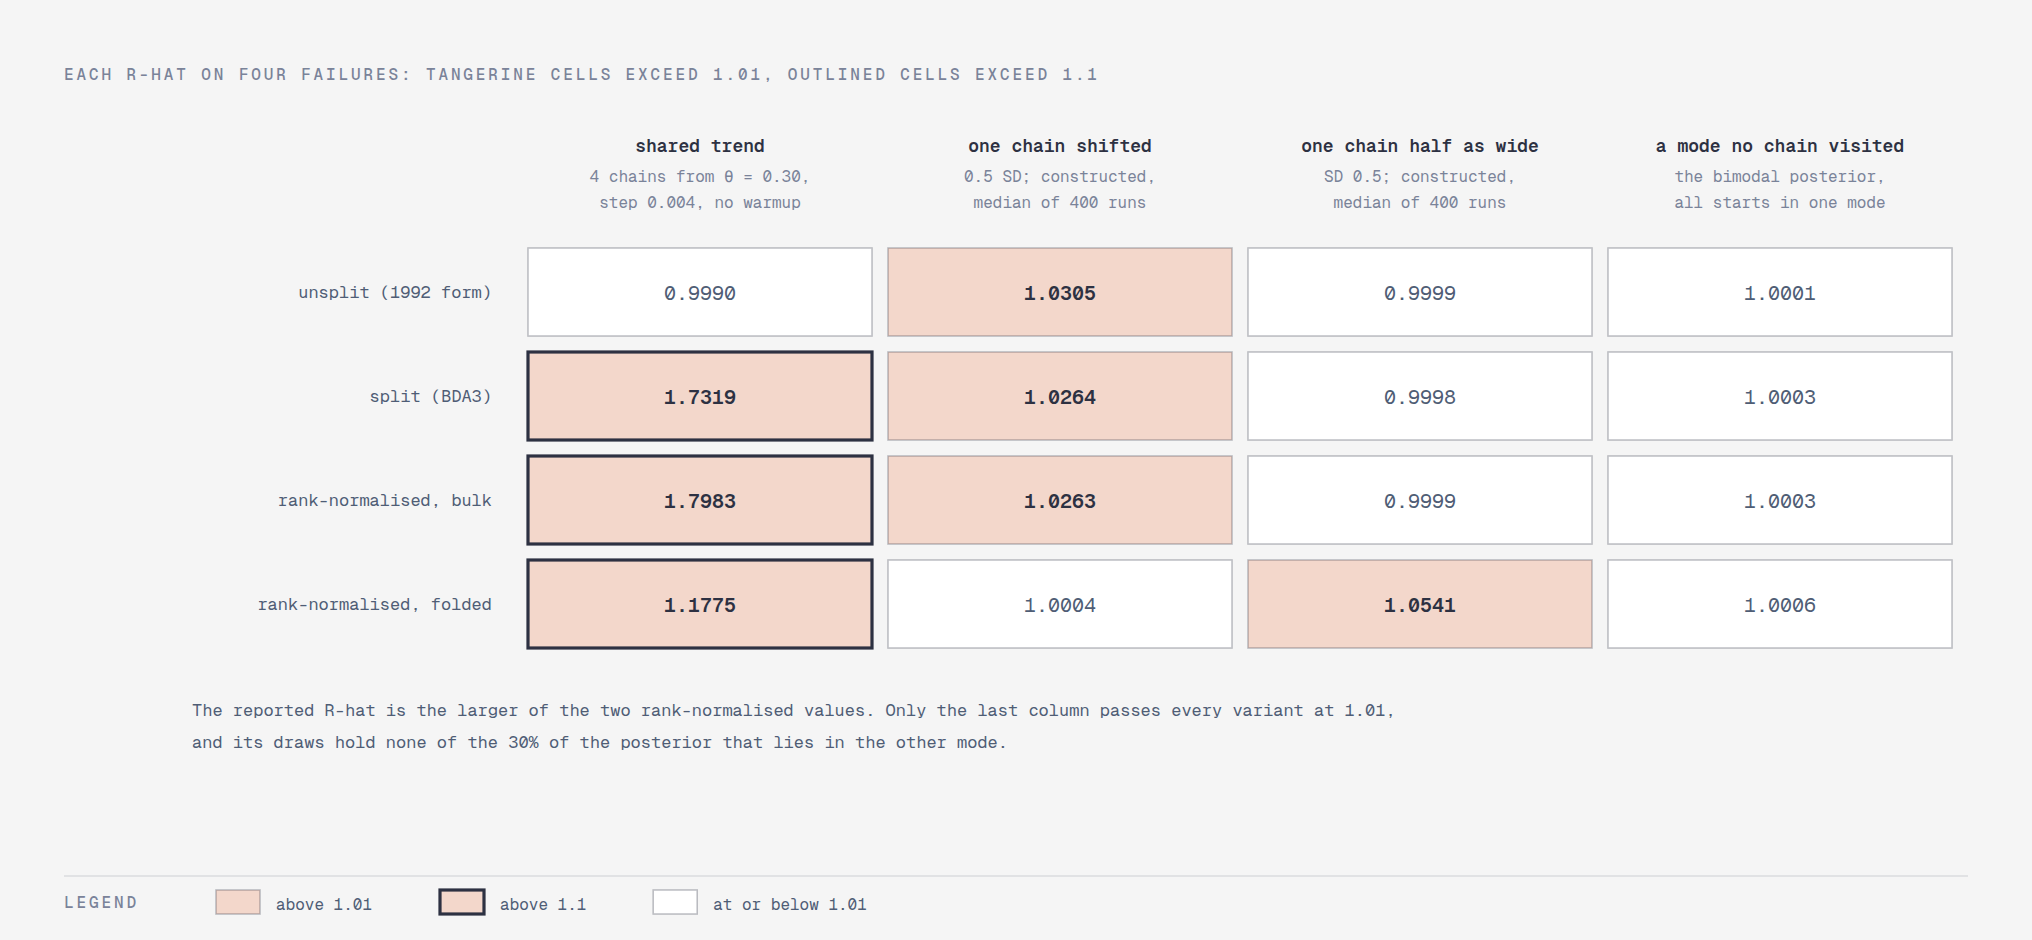 EACH R-HAT ON FOUR FAILURES: TANGERINE CELLS EXCEED 1.01, OUTLINED CELLS EXCEED 1.1
shared trend
4 chains from θ = 0.30,
step 0.004, no warmup
one chain shifted
0.5 SD; constructed,
median of 400 runs
one chain half as wide
SD 0.5; constructed,
median of 400 runs
a mode no chain visited
the bimodal posterior,
all starts in one mode
unsplit (1992 form) 0.9990 1.0305 0.9999 1.0001
split (BDA3) 1.7319 1.0264 0.9998 1.0003
rank-normalised, bulk 1.7983 1.0263 0.9999 1.0003
rank-normalised, folded 1.1775 1.0004 1.0541 1.0006
The reported R-hat is the larger of the two rank-normalised values. Only the last column passes every variant at 1.01,
and its draws hold none of the 30% of the posterior that lies in the other mode.
LEGEND above 1.01 above 1.1 at or below 1.01